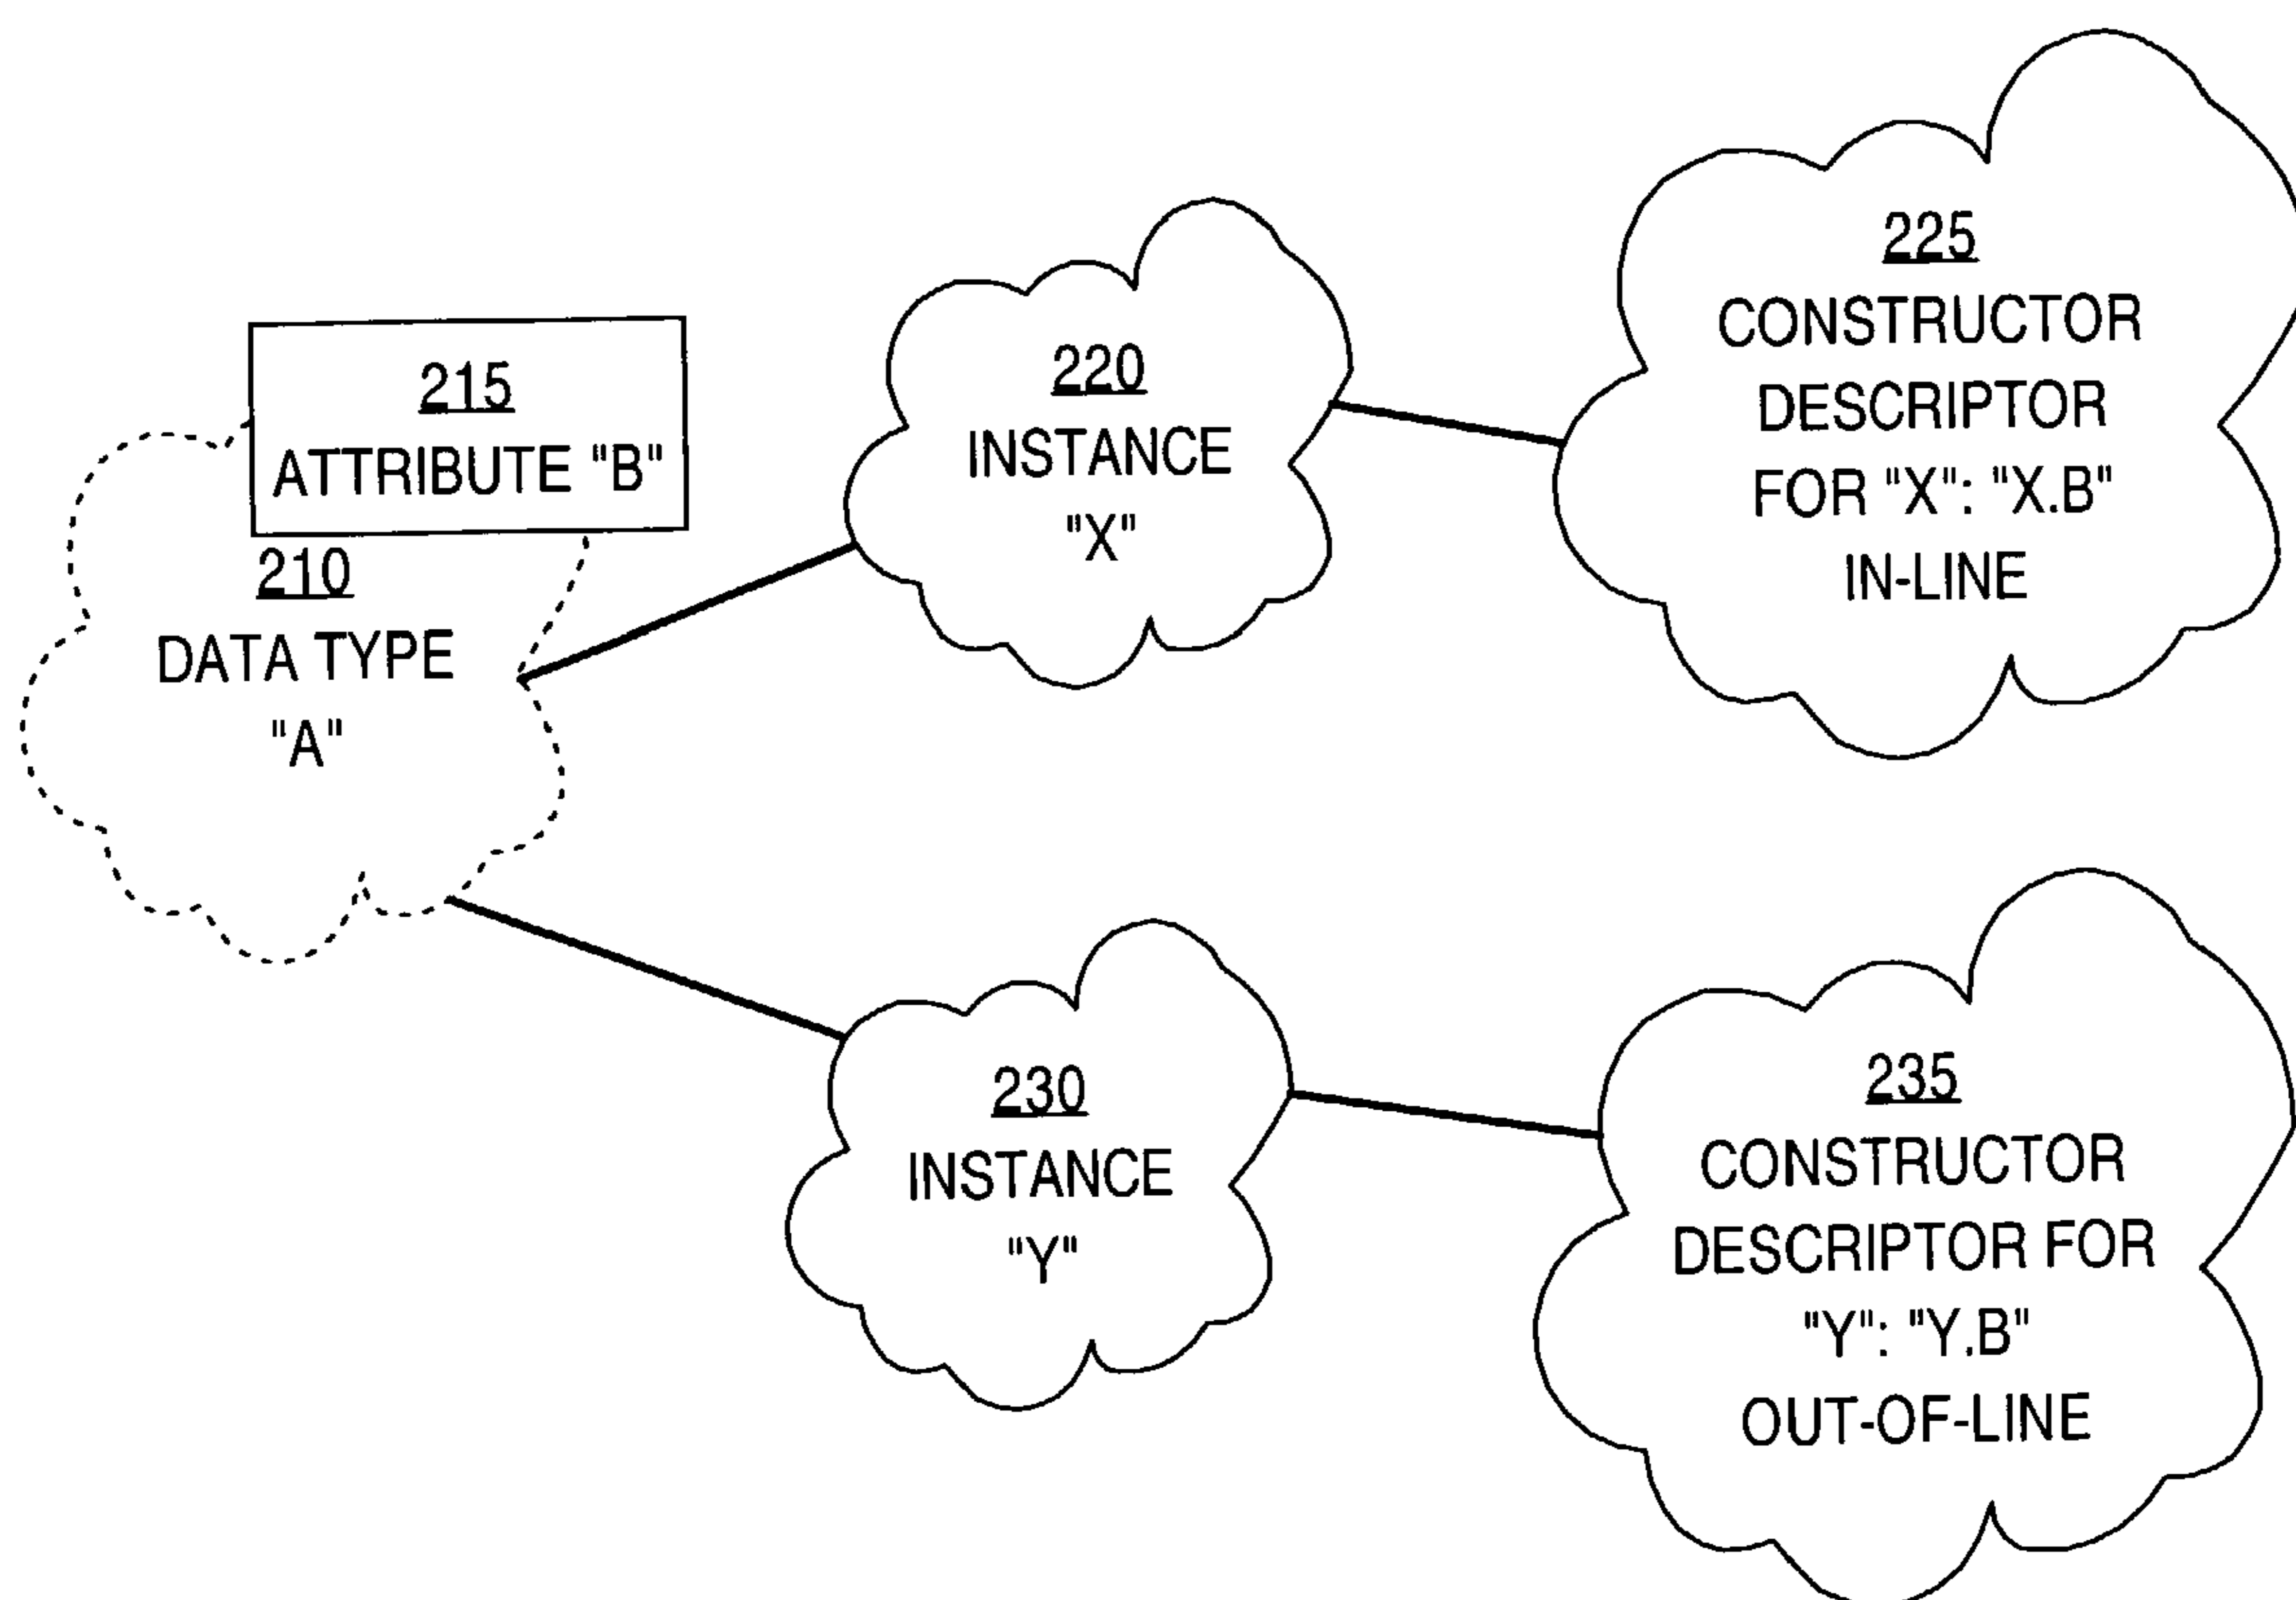 215
ATTRIBUTE "B"
210
DATA TYPE
"A"
220
INSTANCE
"X"
225
CONSTRUCTOR
DESCRIPTOR
FOR "X": "X.B"
IN-LINE
230
INSTANCE
"Y"
235
CONSTRUCTOR
DESCRIPTOR FOR
"Y": "Y.B"
OUT-OF-LINE